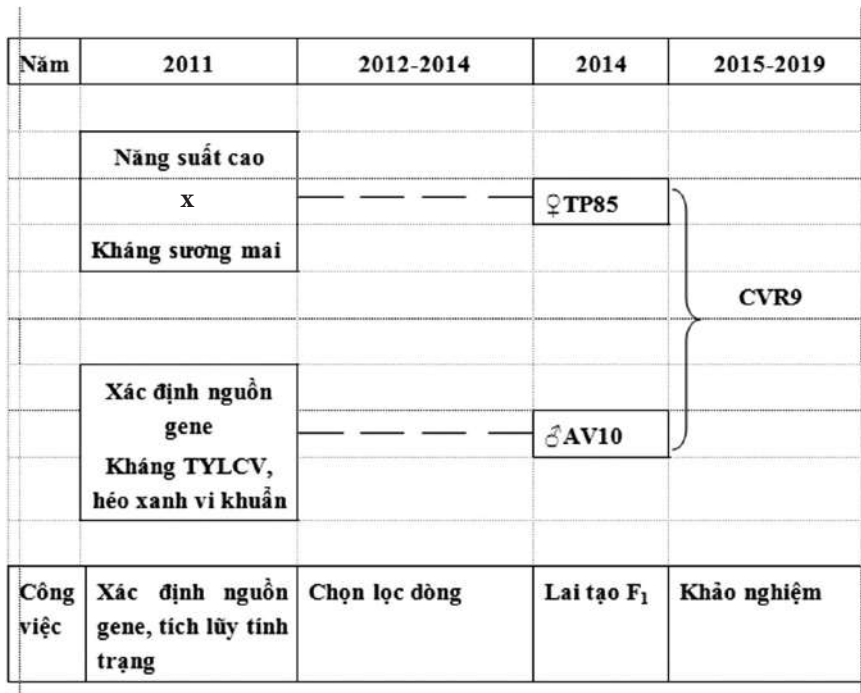 Năm 2011 2012-2014 2014 2015-2019
Năng suất cao
x
Kháng sương mai
♀TP85
CVR9
Xác định nguồn
gene
Kháng TYLCV,
héo xanh vi khuẩn
♂AV10
Công việc
Xác định nguồn
gene, tích lũy tính
trạng
Chọn lọc dòng
Lai tạo F₁
Khảo nghiệm